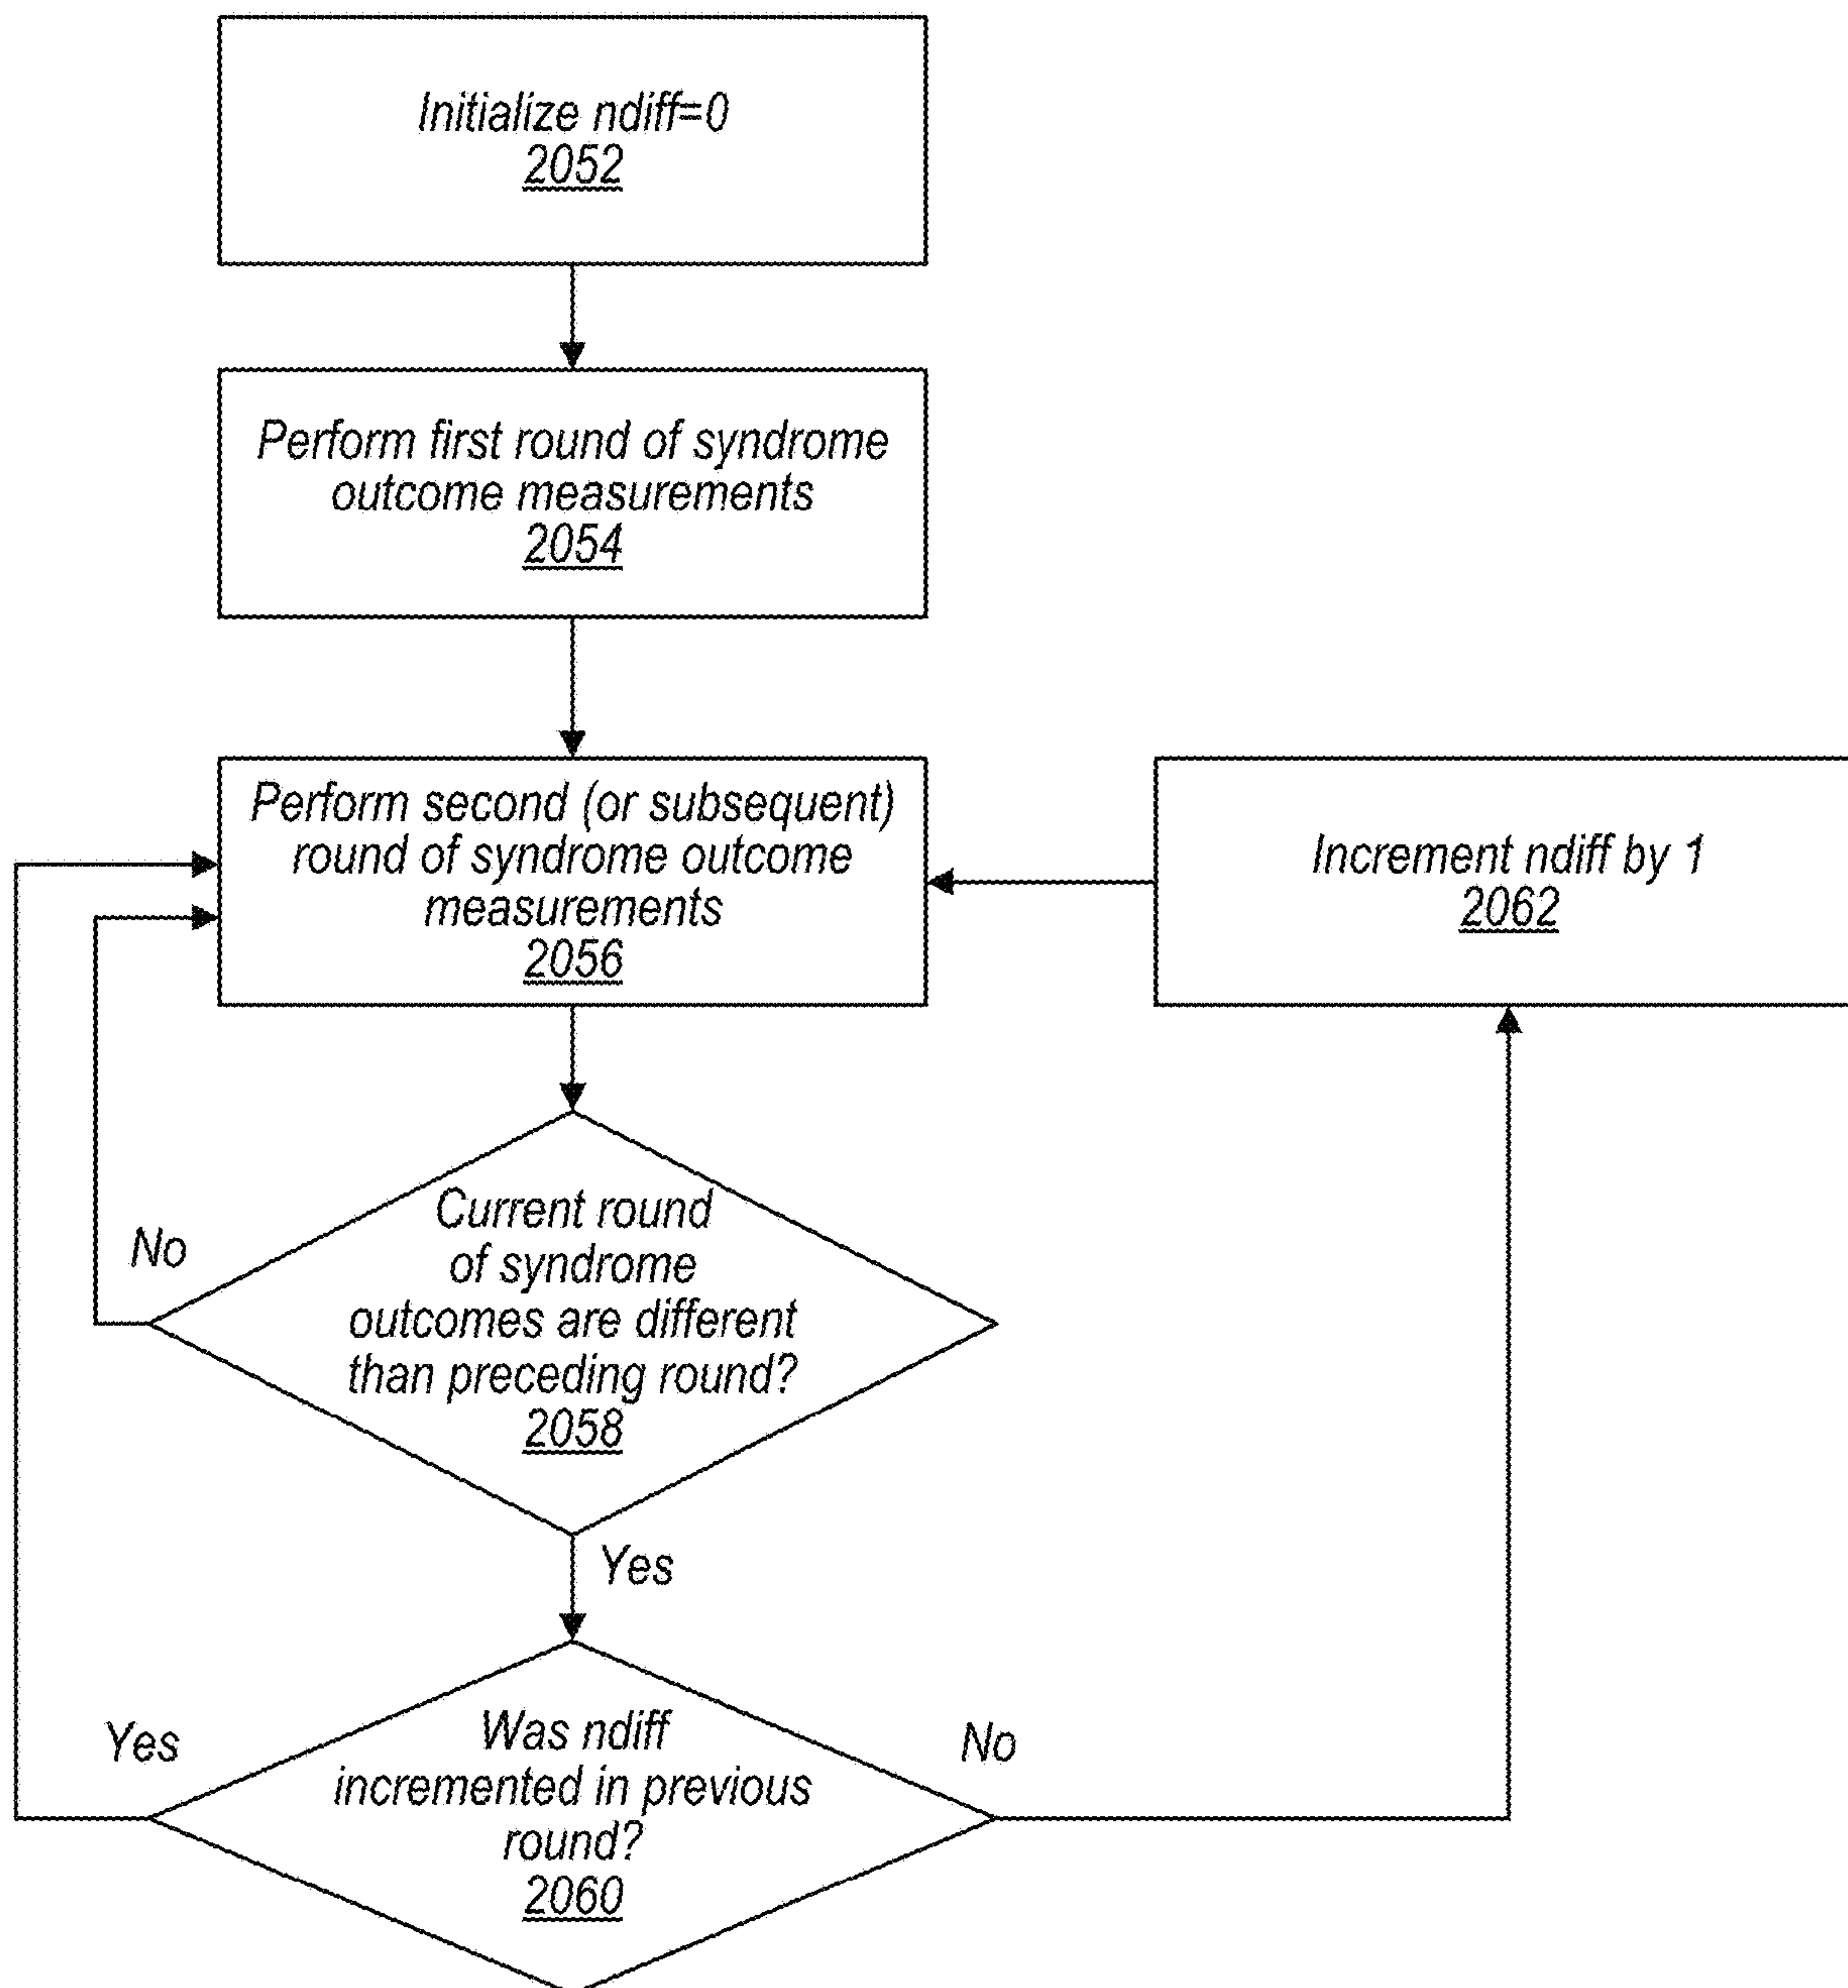 Initialize ndiff=0
2052
Perform first round of syndrome
outcome measurements
2054
Perform second (or subsequent)
round of syndrome outcome
measurements
2056
Increment ndiff by 1
2062
Current round
of syndrome
outcomes are different
than preceding round?
2058
No
Yes
Was ndiff
incremented in previous
round?
2060
Yes
No